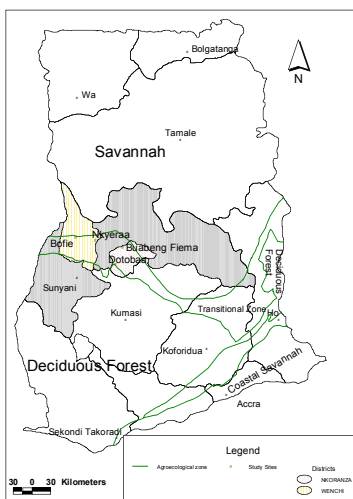 Bolgatanga
N
Wa
Tamale
Savannah
Nkyeraa
Bofie
Buabeng Fiema
Dotobaa
Deciduous
Forest
Sunyani
Transitional Zone
Ho
Kumasi
Koforidua
Deciduous Forest
Coastal Savannah
Accra
Sekondi Takoradi
Legend
Agroecological zone
Study Sites
Districts
NKORANZA
WENCHI
30 0 30 Kilometers